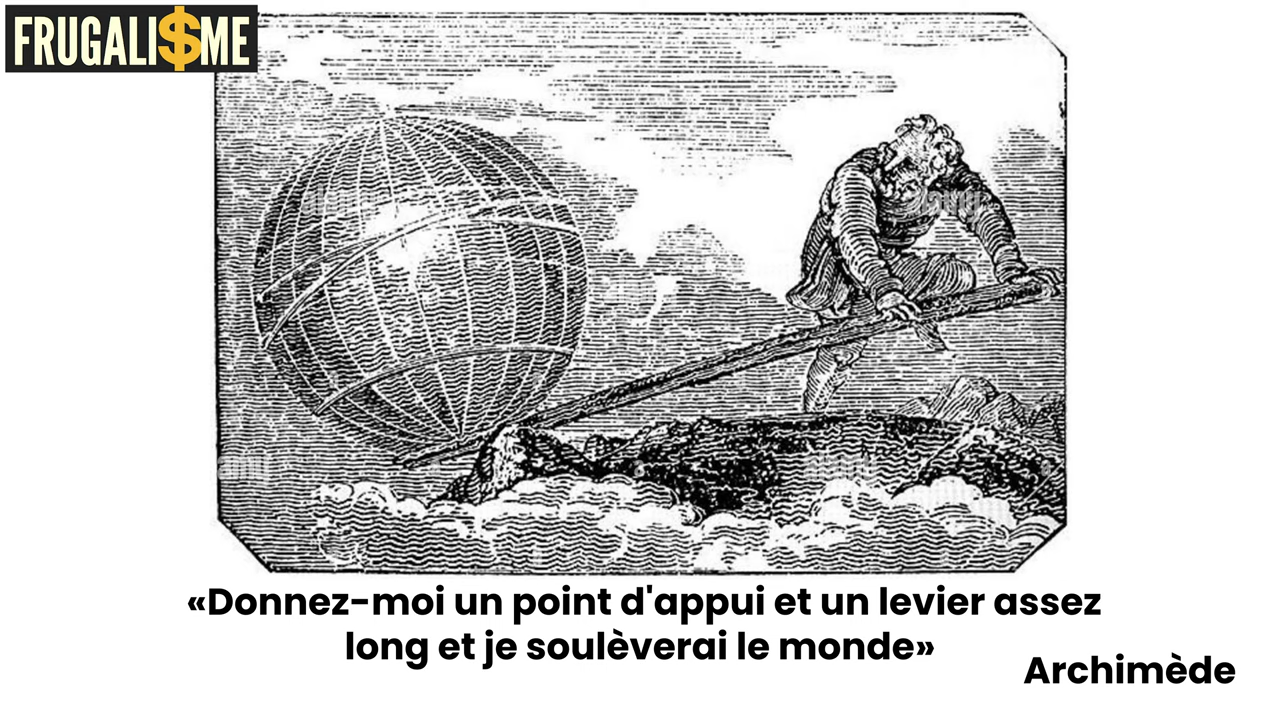 FRUGALI$ME
«Donnez-moi un point d'appui et un levier assez
long et je soulèverai le monde»
Archimède